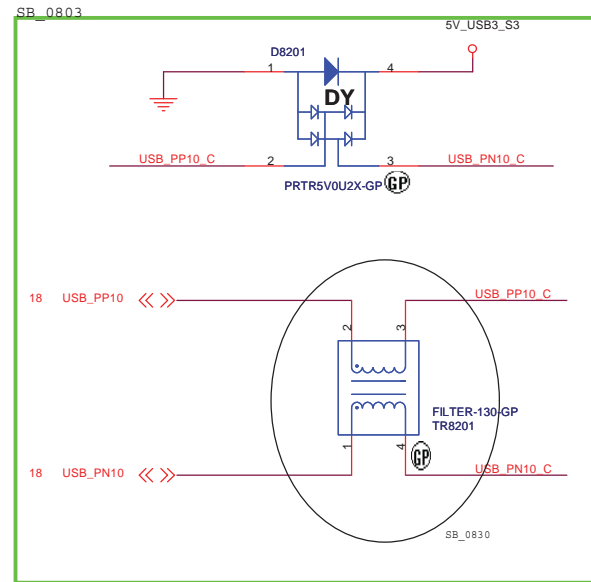 SB_0803
5V_USB3_S3
D8201
1
4
DY
USB_PP10_C
2
3
USB_PN10_C
PRTR5V0U2X-GP
GP
18 USB_PP10
USB_PP10_C
2
3
FILTER-130-GP
TR8201
1
4
GP
18 USB_PN10
USB_PN10_C
SB_0830